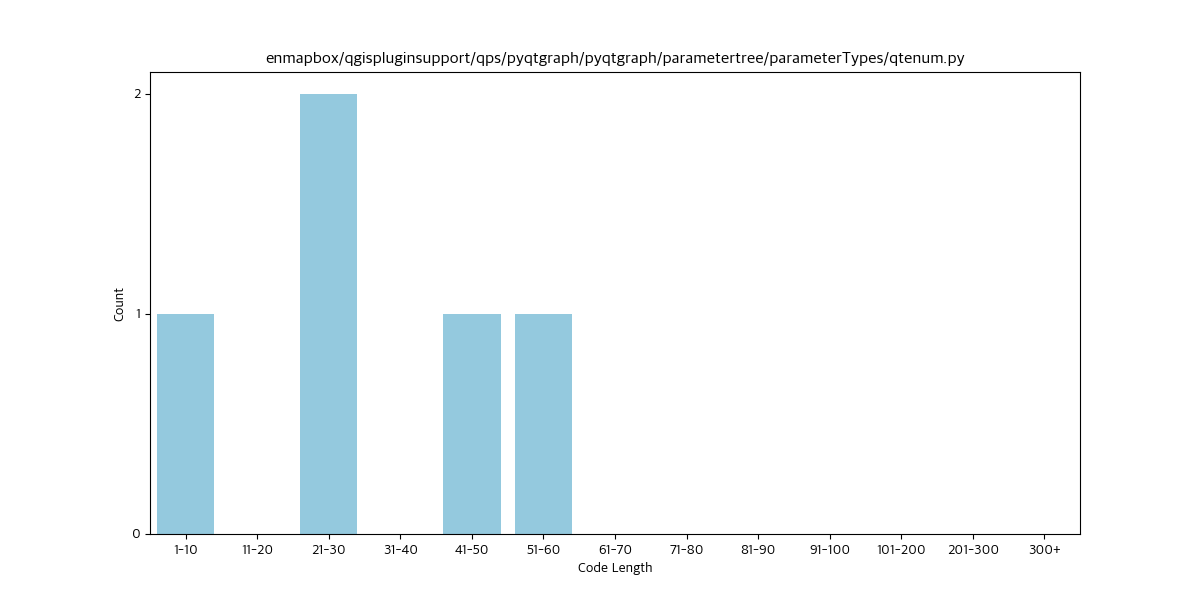 enmapbox/qgispluginsupport/qps/pyqtgraph/pyqtgraph/parametertree/parameterTypes/qtenum.py
2
1
0
Count
1-10 11-20 21-30 31-40 41-50 51-60 61-70 71-80 81-90 91-100 101-200 201-300 300+
Code Length